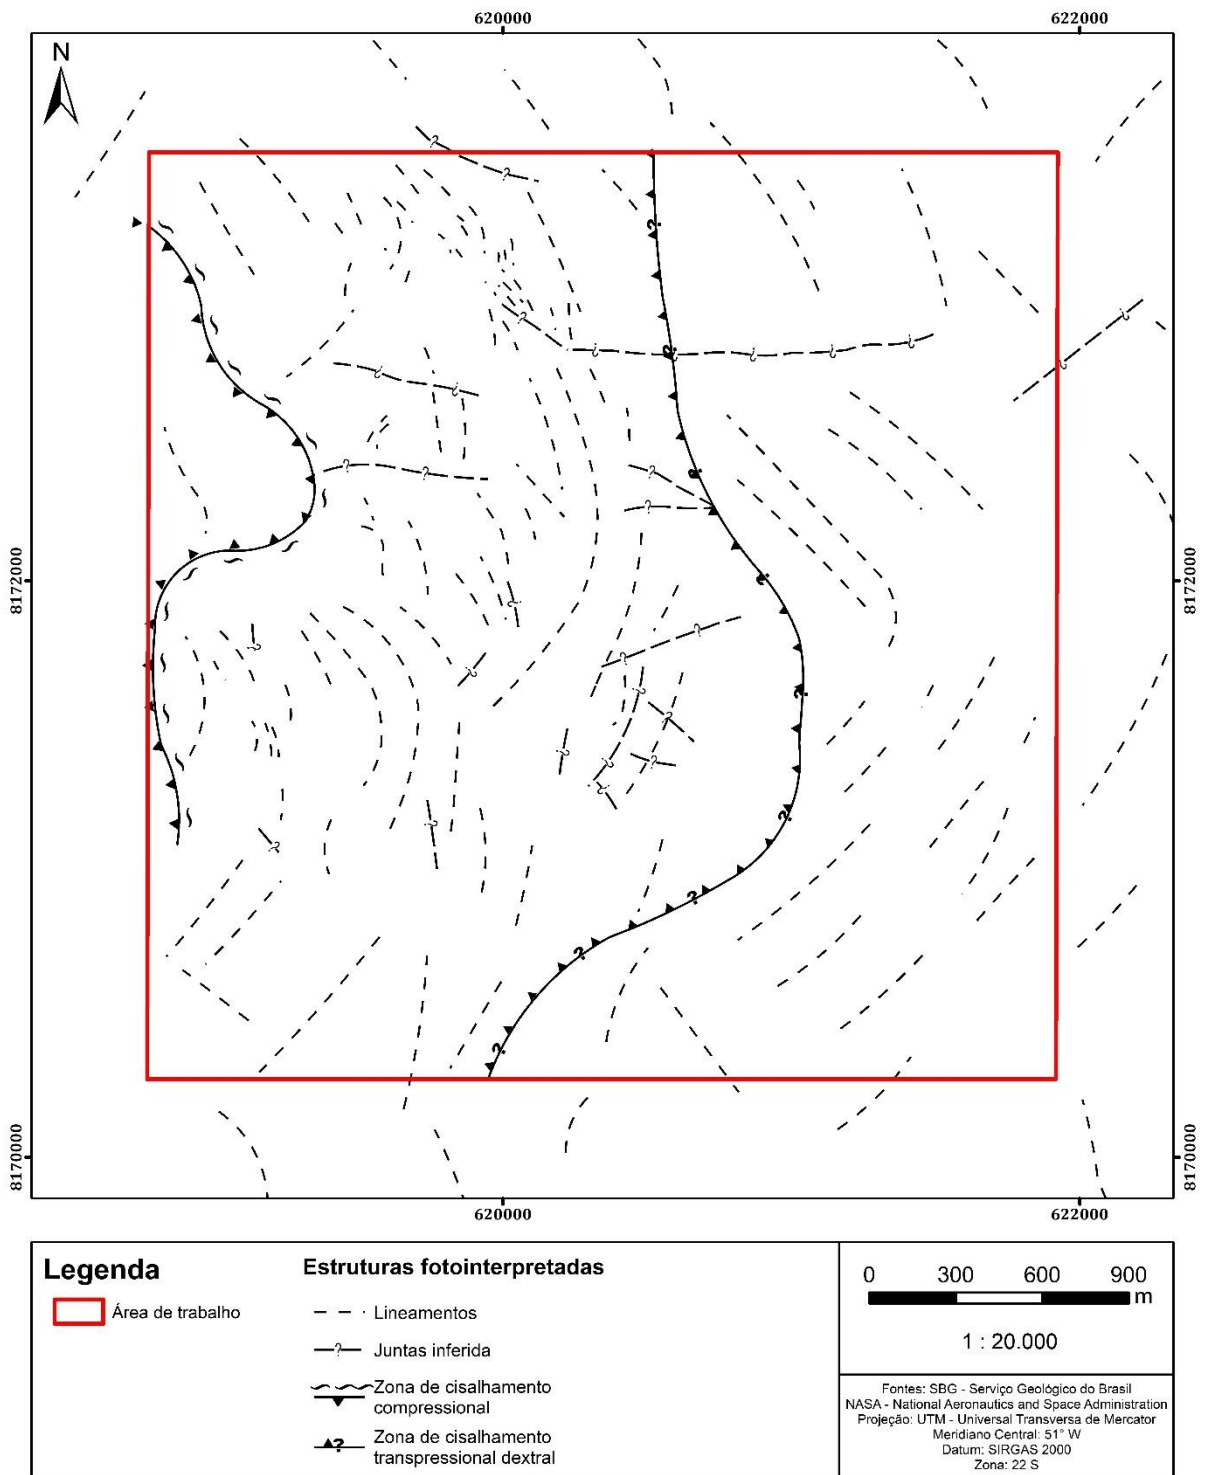 620000
622000
N
8172000
8172000
8170000
8170000
620000
622000
Legenda
Área de trabalho
Estruturas fotointerpretadas
Lineamentos
Juntas inferida
Zona de cisalhamento
compressional
Zona de cisalhamento
transpressional dextral
0 300 600 900
m
1 : 20.000
Fontes: SBG - Serviço Geológico do Brasil
NASA - National Aeronautics and Space Administration
Projeção: UTM - Universal Transversa de Mercator
Meridiano Central: 51° W
Datum: SIRGAS 2000
Zona: 22 S